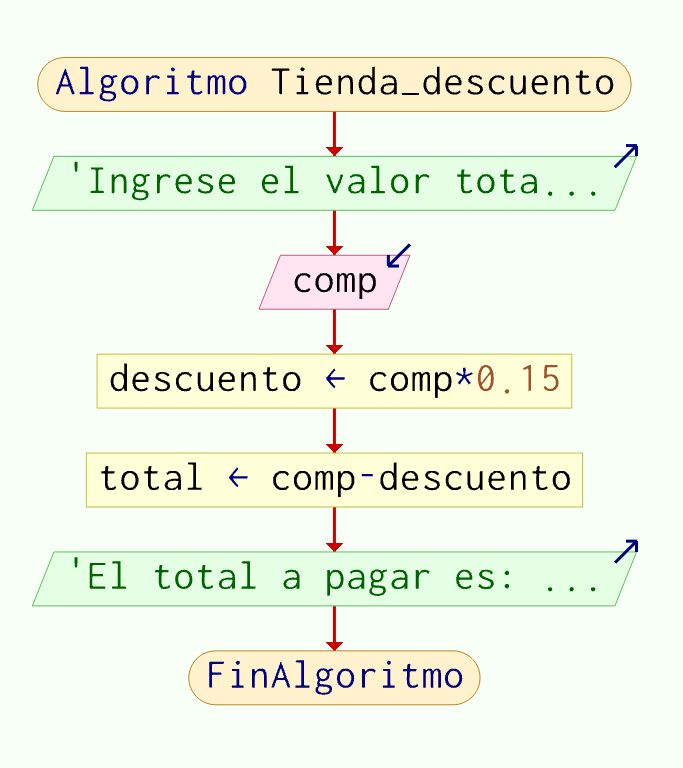 Algoritmo Tienda_descuento
'Ingrese el valor tota...
comp
descuento ← comp*0.15
total ← comp-descuento
'El total a pagar es: ...
FinAlgoritmo